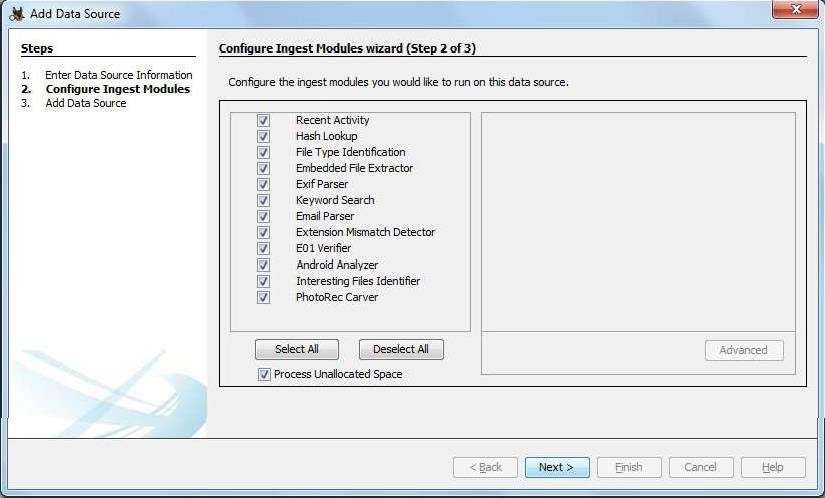 Add Data Source
Steps
1. Enter Data Source Information
2. Configure Ingest Modules
3. Add Data Source
Configure Ingest Modules wizard (Step 2 of 3)
Configure the ingest modules you would like to run on this data source.
Recent Activity
Hash Lookup
File Type Identification
Embedded File Extractor
Exif Parser
Keyword Search
Email Parser
Extension Mismatch Detector
E01 Verifier
Android Analyzer
Interesting Files Identifier
PhotoRec Carver
Select All Deselect All
Advanced
Process Unallocated Space
< Back Next > Finish Cancel Help